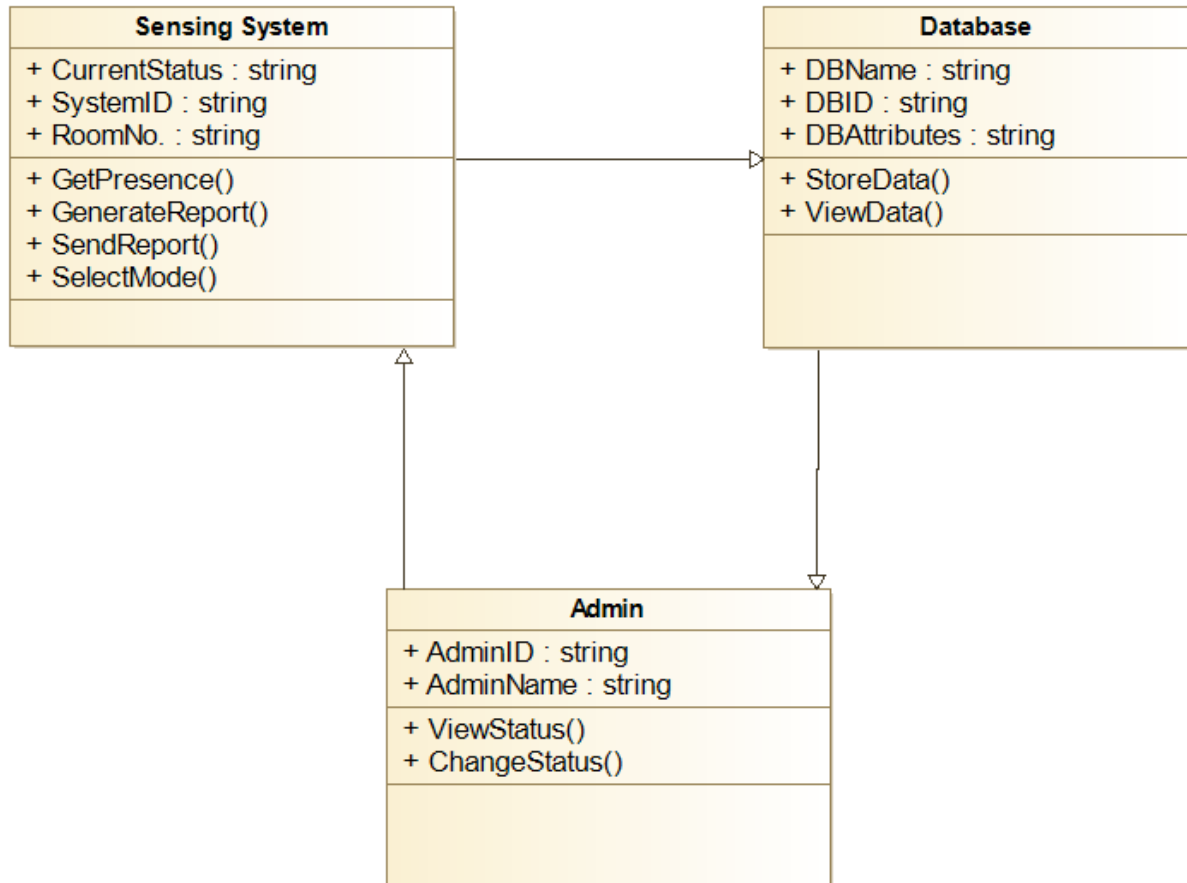 Sensing System
+ CurrentStatus : string
+ SystemID : string
+ RoomNo. : string
+ GetPresence()
+ GenerateReport()
+ SendReport()
+ SelectMode()
Database
+ DBName : string
+ DBID : string
+ DBAttributes : string
+ StoreData()
+ ViewData()
Admin
+ AdminID : string
+ AdminName : string
+ ViewStatus()
+ ChangeStatus()